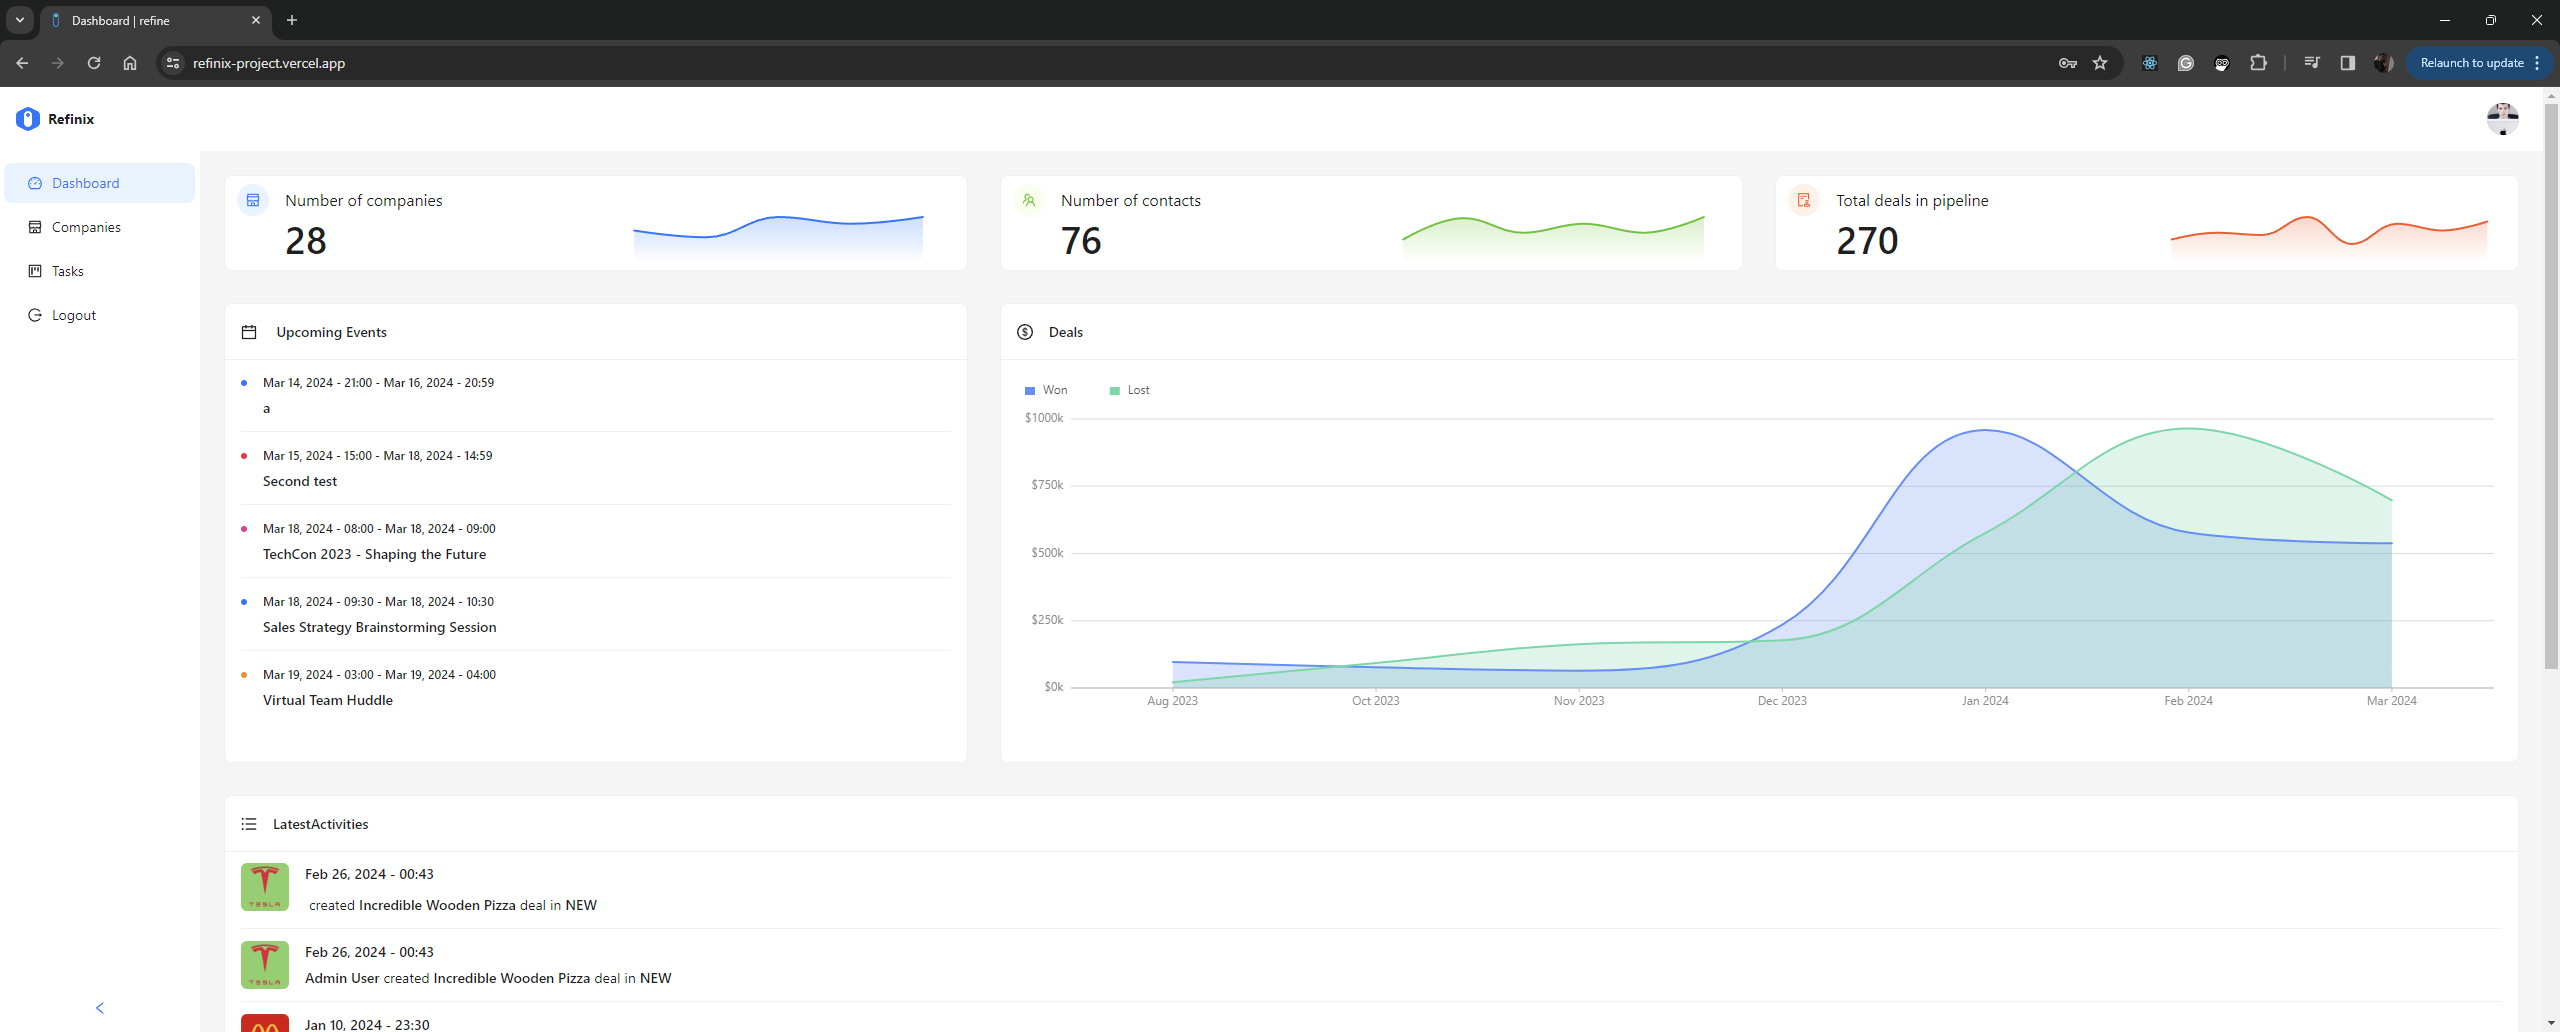 Dashboard | refine
refinix-project.vercel.app
Relaunch to update
Refinix
Dashboard
Companies
Tasks
Logout
Number of companies
28
Number of contacts
76
Total deals in pipeline
270
Upcoming Events
Mar 14, 2024 - 21:00 - Mar 16, 2024 - 20:59
a
Mar 15, 2024 - 15:00 - Mar 18, 2024 - 14:59
Second test
Mar 18, 2024 - 08:00 - Mar 18, 2024 - 09:00
TechCon 2023 - Shaping the Future
Mar 18, 2024 - 09:30 - Mar 18, 2024 - 10:30
Sales Strategy Brainstorming Session
Mar 19, 2024 - 03:00 - Mar 19, 2024 - 04:00
Virtual Team Huddle
Deals
Won Lost
$1000k
$750k
$500k
$250k
$0k
Aug 2023 Oct 2023 Nov 2023 Dec 2023 Jan 2024 Feb 2024 Mar 2024
LatestActivities
TESLA
Feb 26, 2024 - 00:43
created Incredible Wooden Pizza deal in NEW
TESLA
Feb 26, 2024 - 00:43
Admin User created Incredible Wooden Pizza deal in NEW
Jan 10, 2024 - 23:30